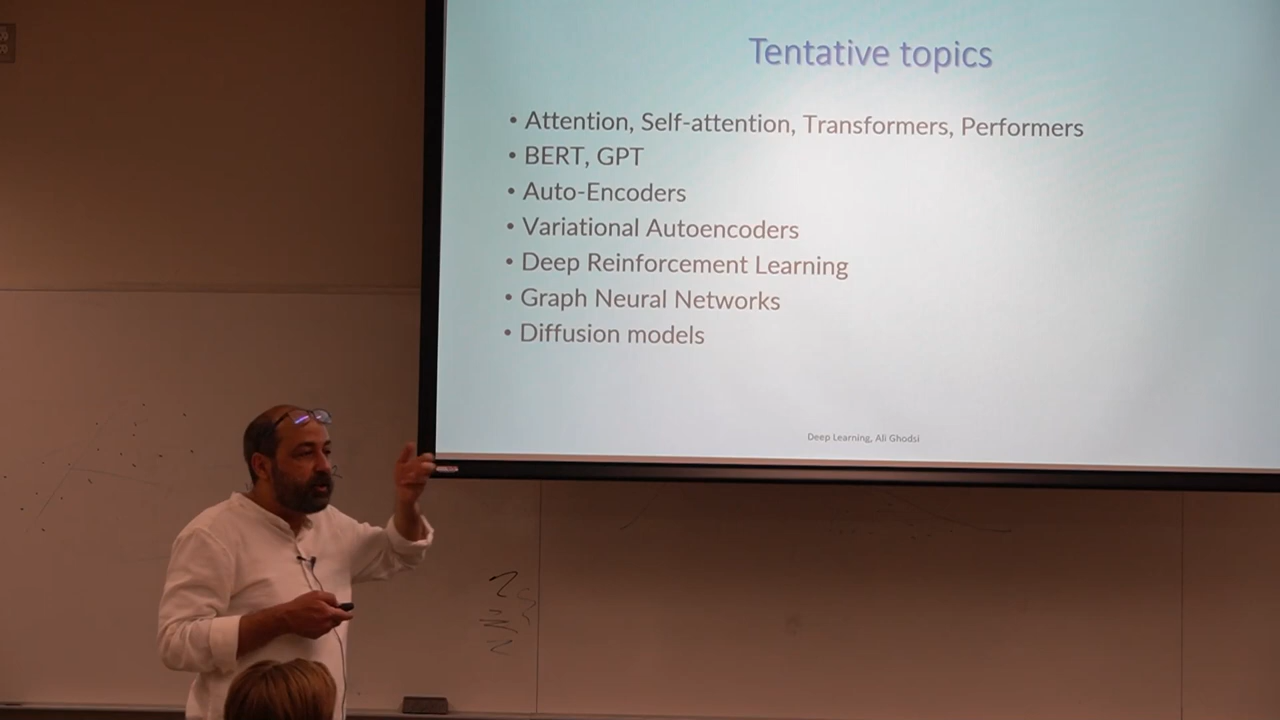 Tentative topics
• Attention, Self-attention, Transformers, Performers
• BERT, GPT
• Auto-Encoders
• Variational Autoencoders
• Deep Reinforcement Learning
• Graph Neural Networks
• Diffusion models
Deep Learning, Ali Ghodsi